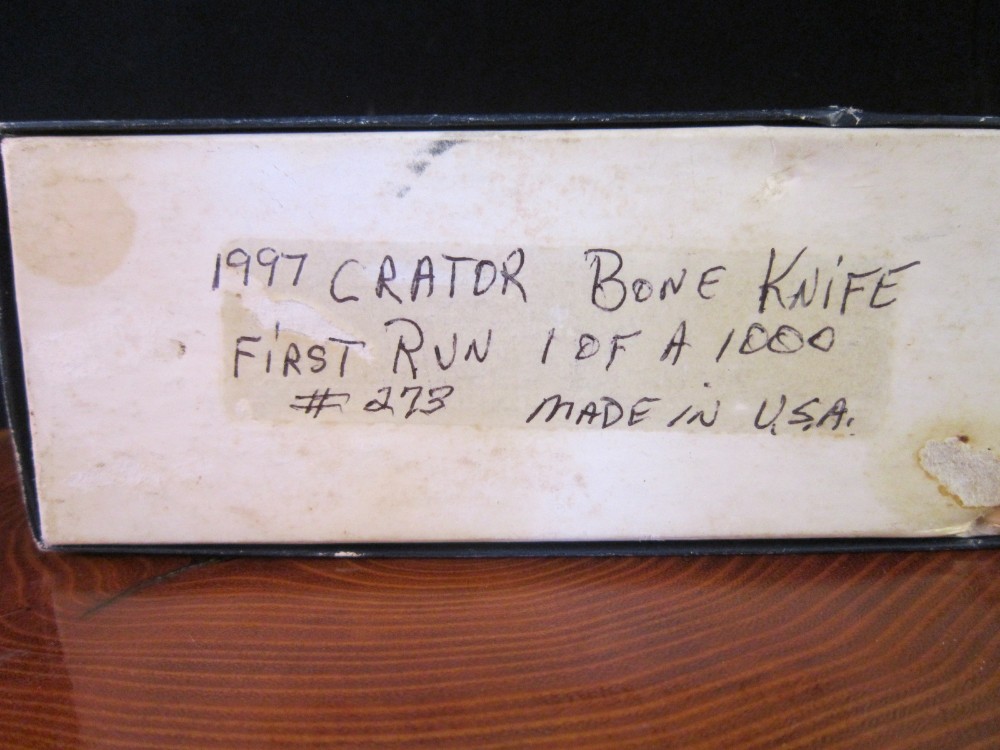 1997 CRATOR BONE KNiFE
FiRST RUN 1 OF A 1000
# 273 MADE iN U.S.A.